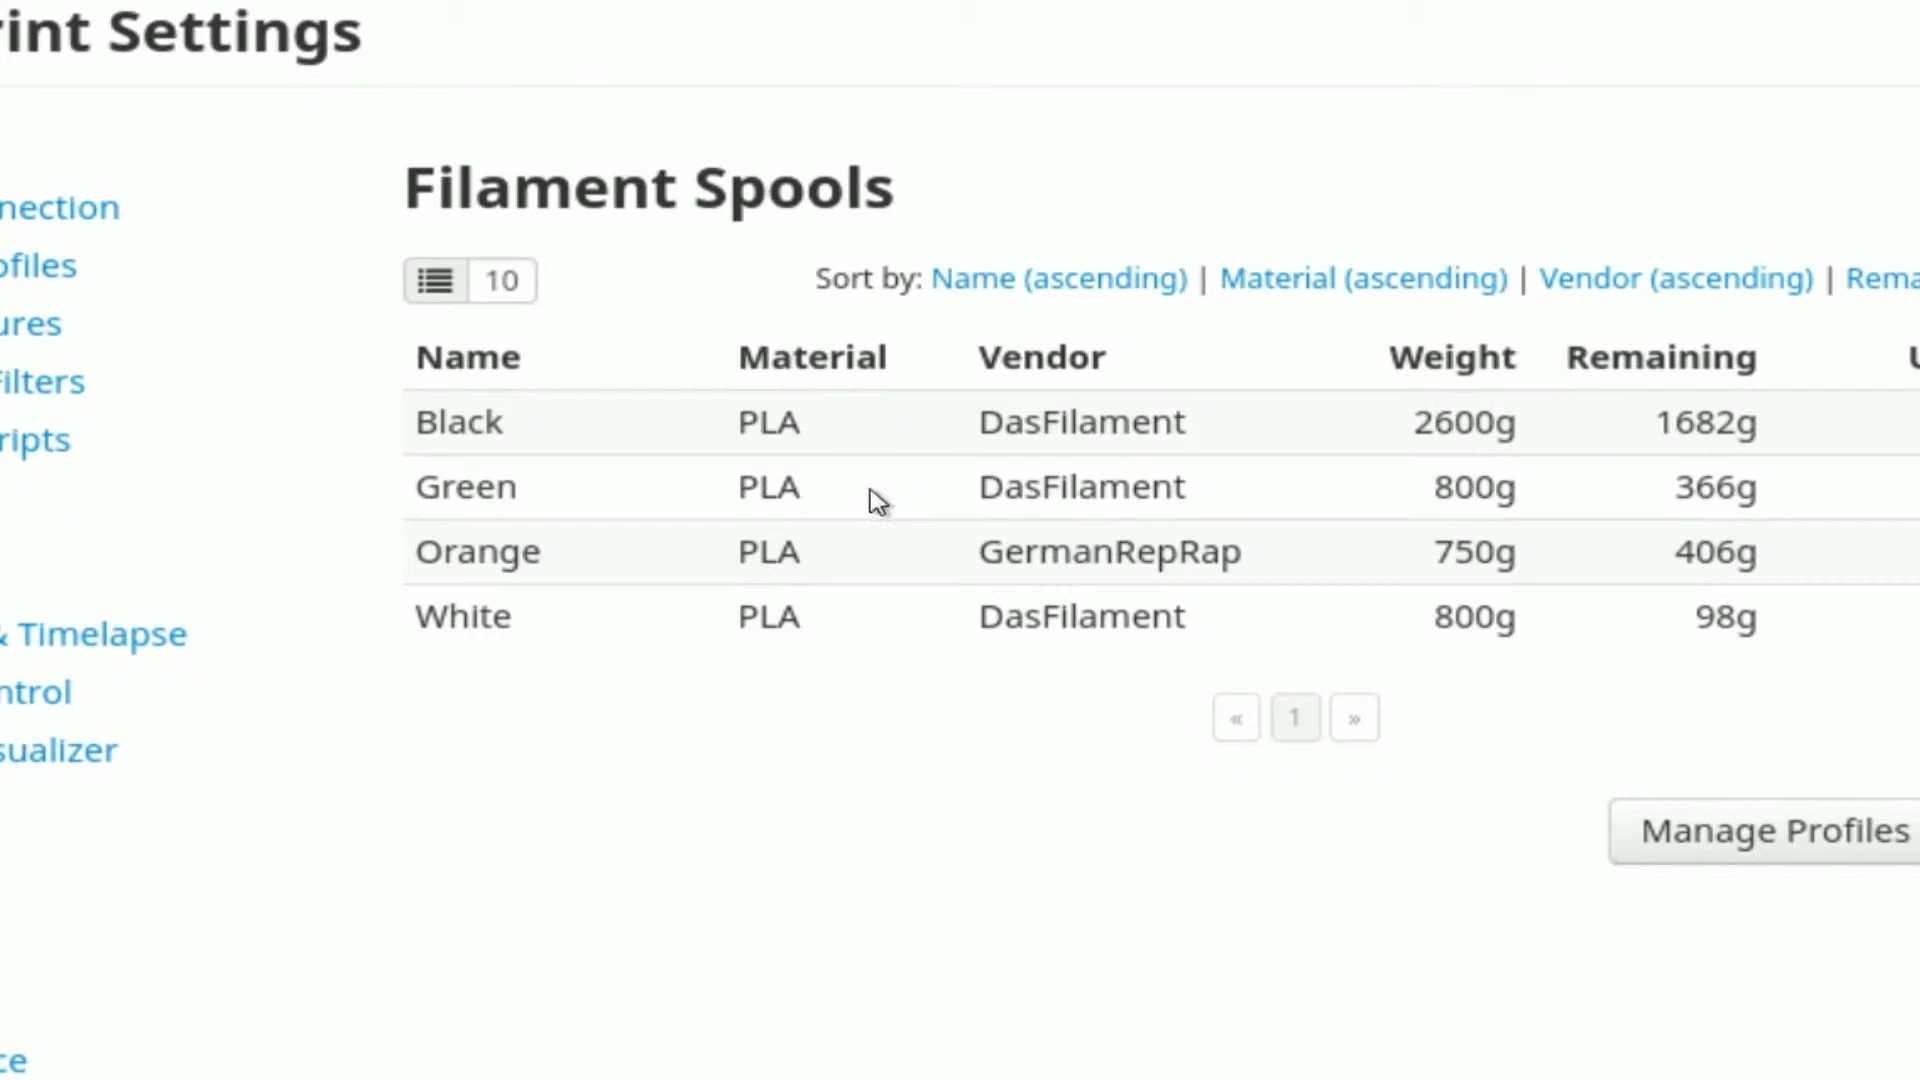 rint Settings
nection
ofiles
ures
Filters
ripts
& Timelapse
ntrol
sualizer
ce
Filament Spools
10
Sort by: Name (ascending) | Material (ascending) | Vendor (ascending) | Rema
Name Material Vendor Weight Remaining U
Black PLA DasFilament 2600g 1682g
Green PLA DasFilament 800g 366g
Orange PLA GermanRepRap 750g 406g
White PLA DasFilament 800g 98g
« 1 »
Manage Profiles